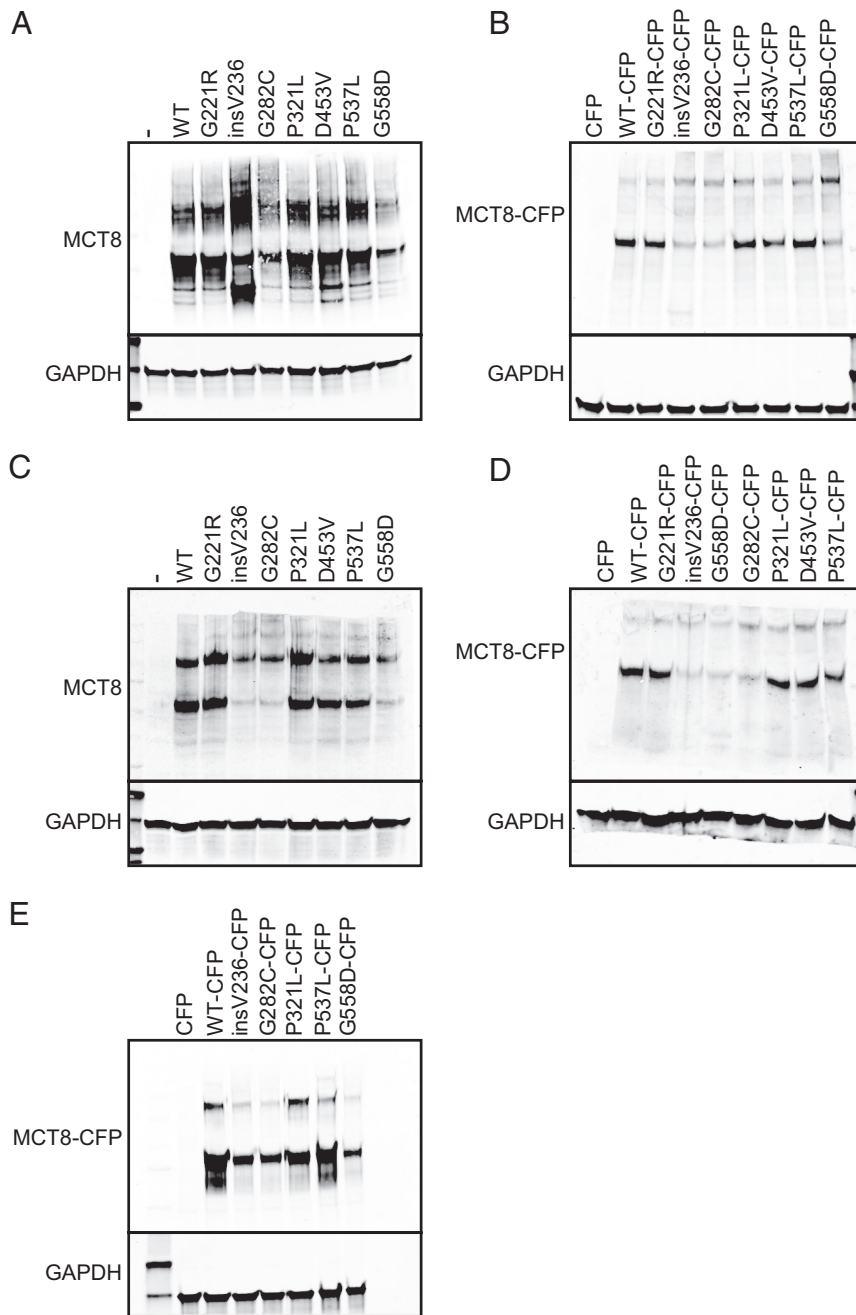 A
-
WT
G221R
insV236
G282C
P321L
D453V
P537L
G558D
MCT8
GAPDH
B
CFP
WT-CFP
G221R-CFP
insV236-CFP
G282C-CFP
P321L-CFP
D453V-CFP
P537L-CFP
G558D-CFP
MCT8-CFP
GAPDH
C
-
WT
G221R
insV236
G282C
P321L
D453V
P537L
G558D
MCT8
GAPDH
D
CFP
WT-CFP
G221R-CFP
insV236-CFP
G558D-CFP
G282C-CFP
P321L-CFP
D453V-CFP
P537L-CFP
MCT8-CFP
GAPDH
E
CFP
WT-CFP
insV236-CFP
G282C-CFP
P321L-CFP
P537L-CFP
G558D-CFP
MCT8-CFP
GAPDH